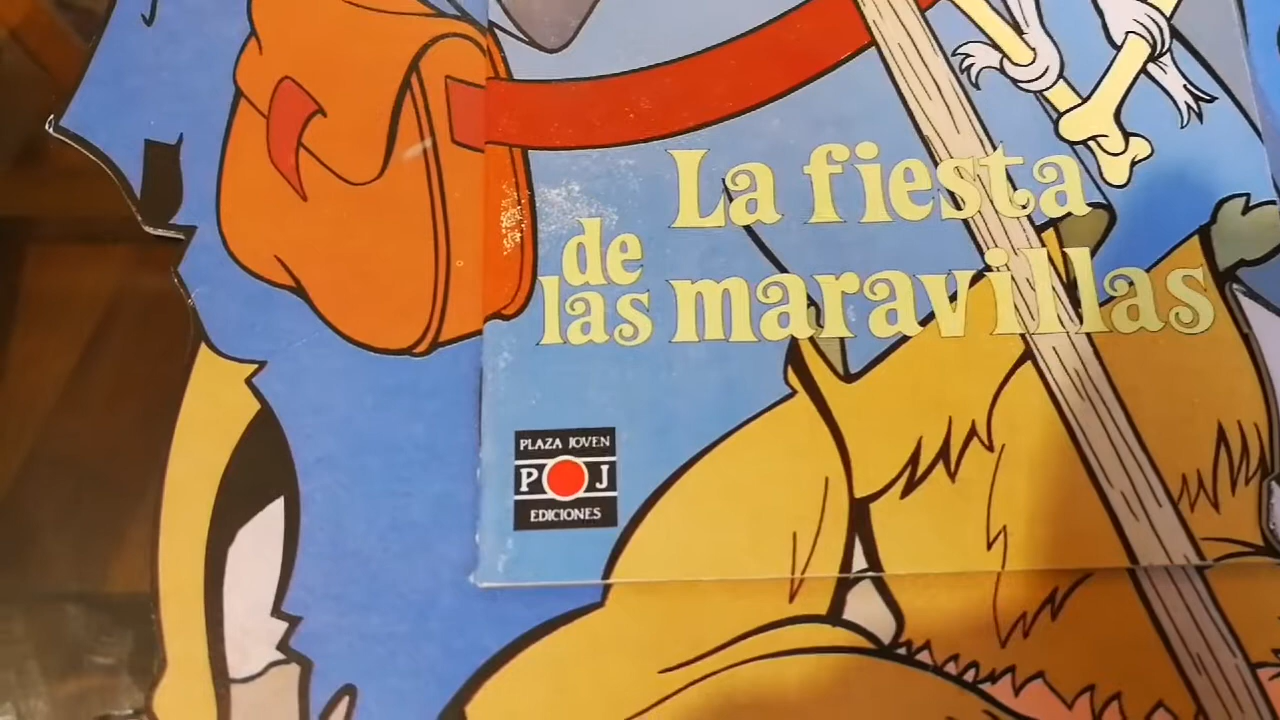 La fiesta
de
las maravillas
PLAZA JOVEN
P J
EDICIONES